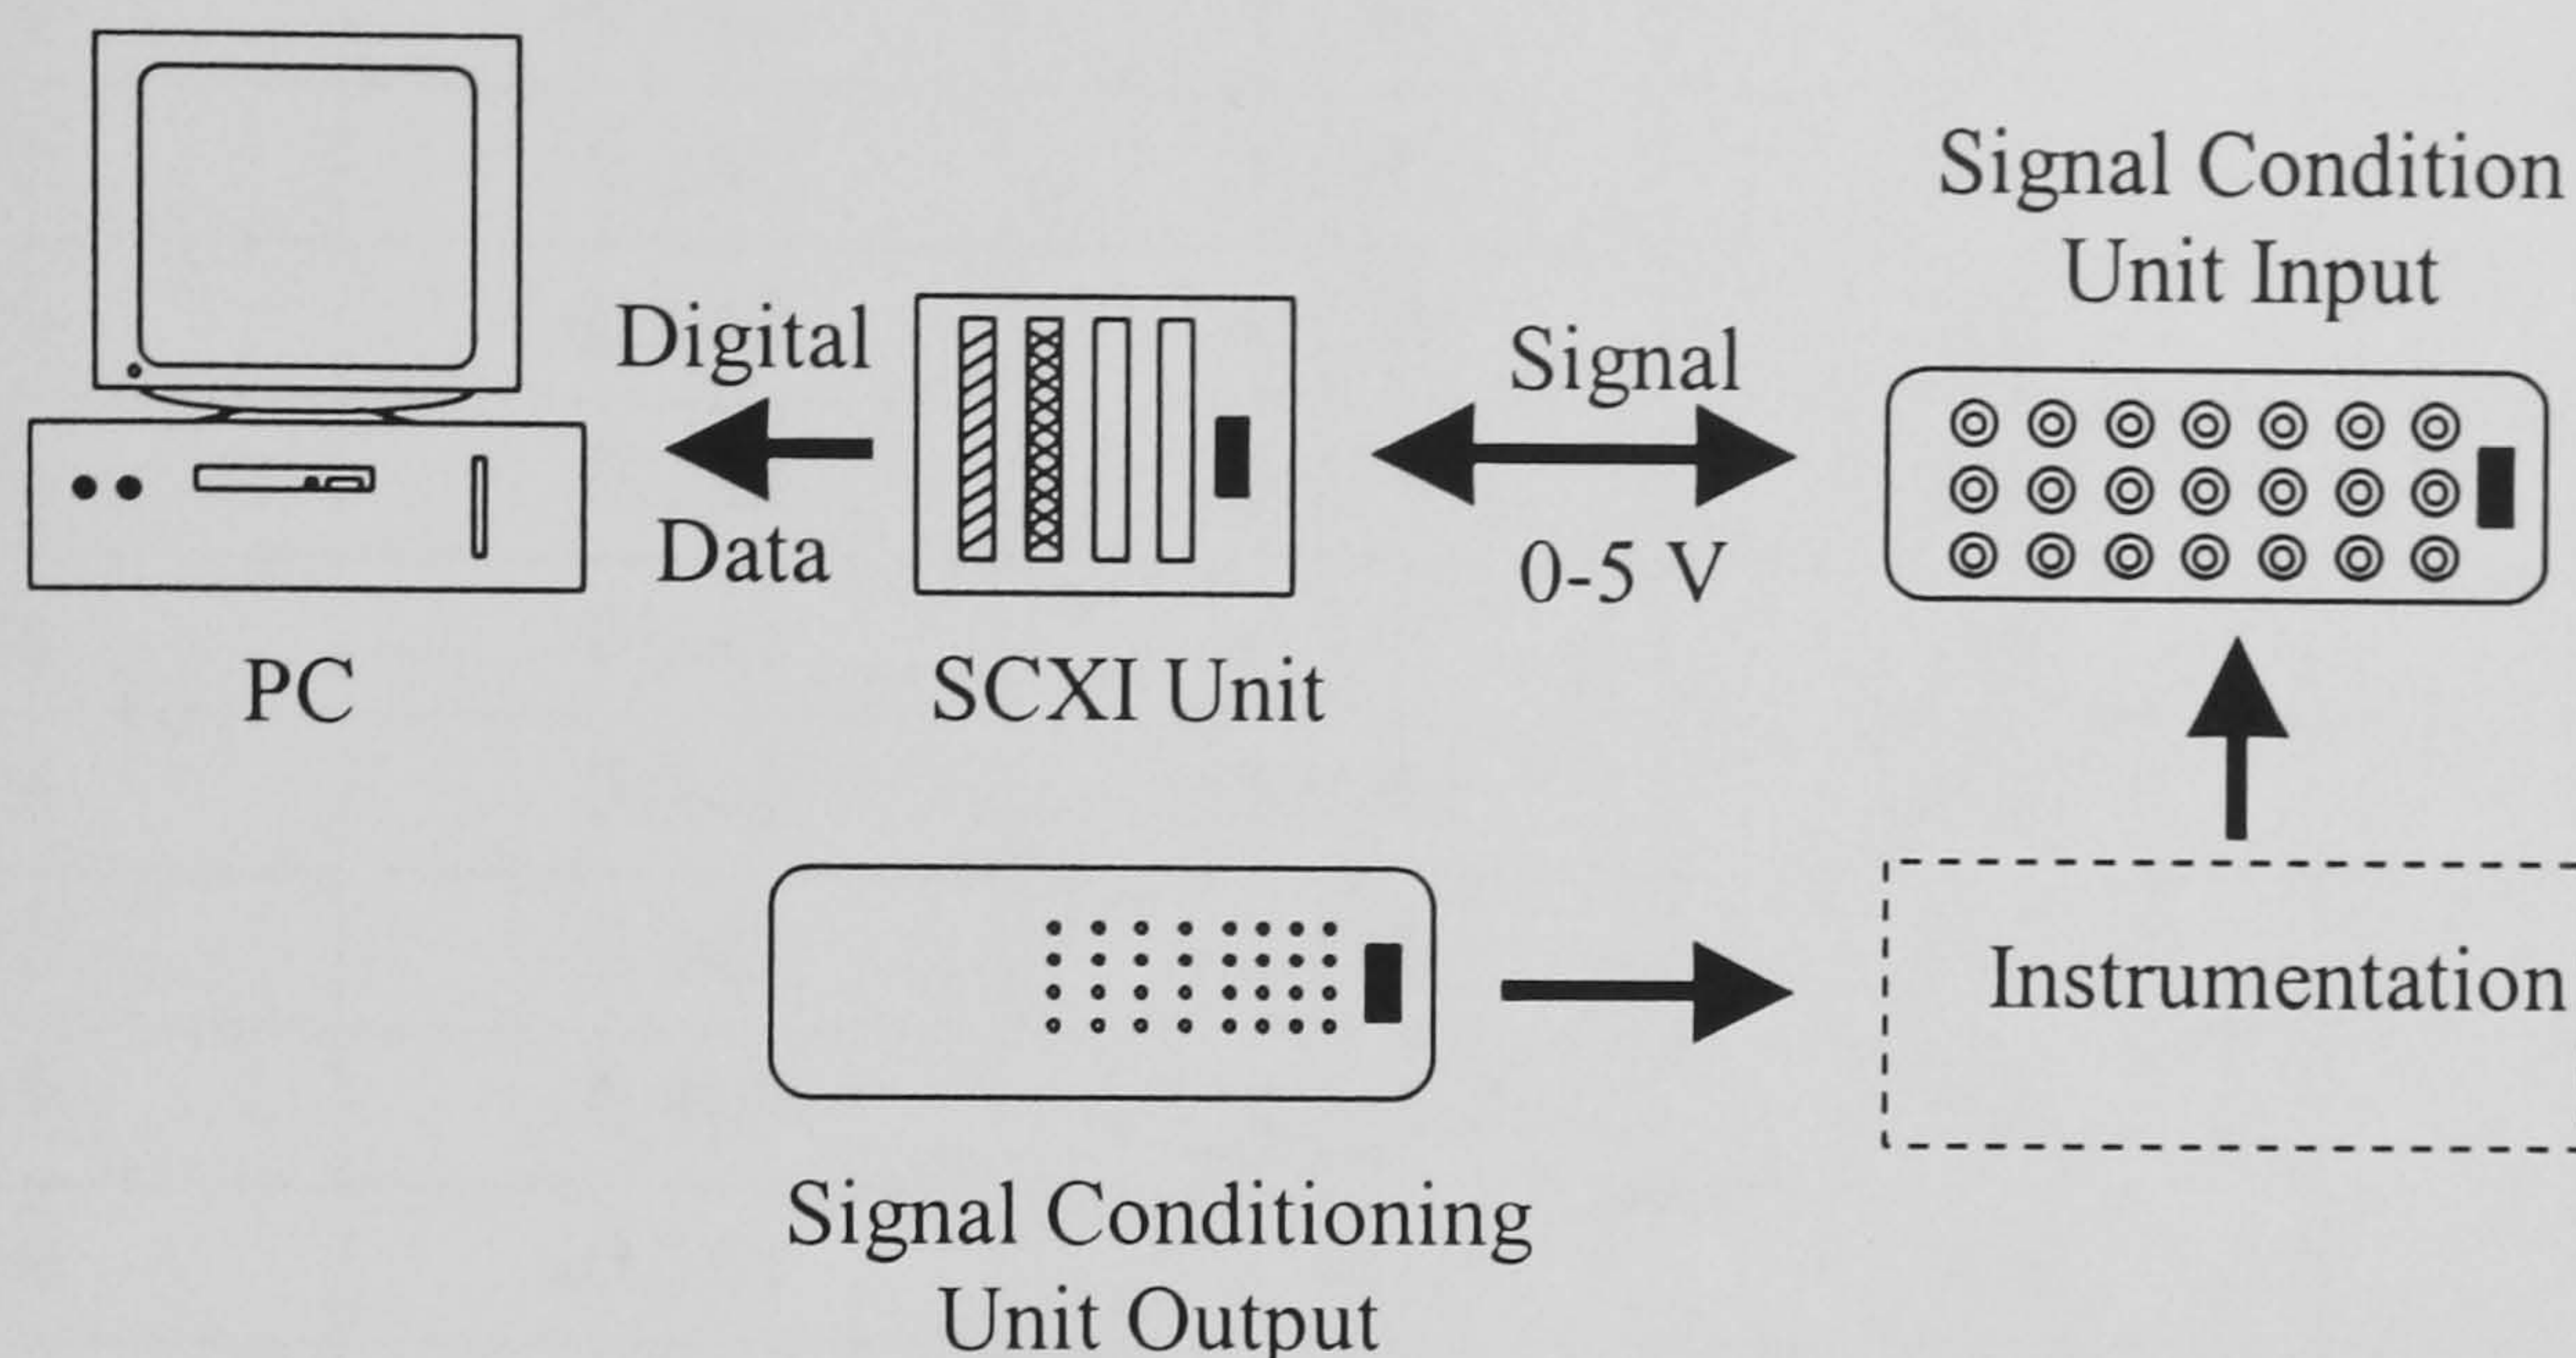 Signal Condition
Unit Input
Digital
Data
Signal
0-5 V
PC
SCXI Unit
Instrumentation
Signal Conditioning
Unit Output